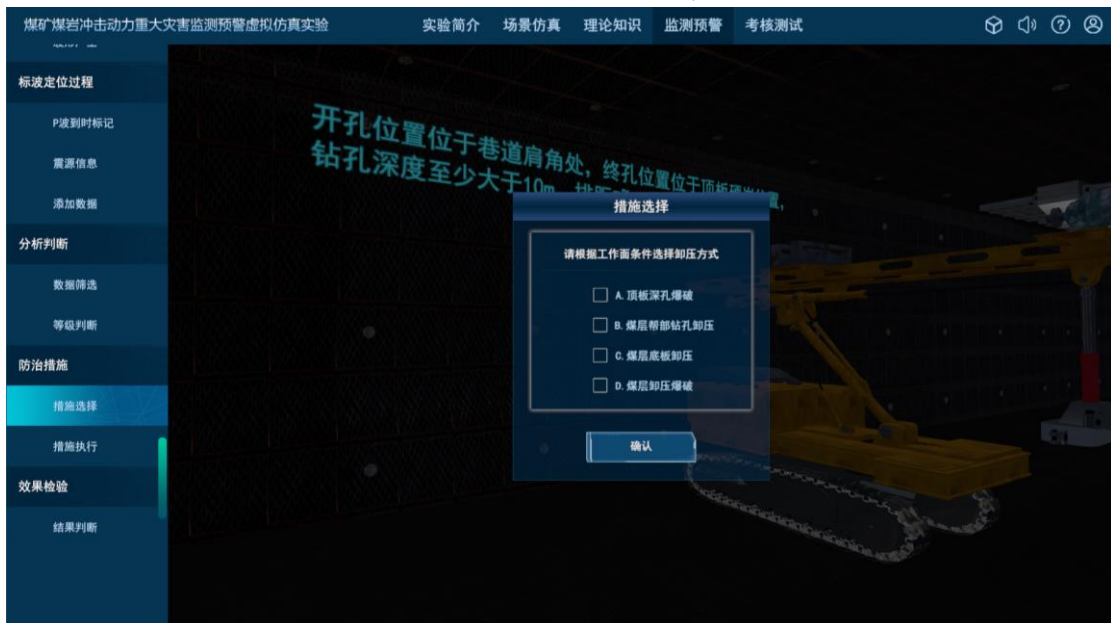 煤矿煤岩冲击动力重大灾害监测预警虚拟仿真实验
实验简介 场景仿真 理论知识 监测预警 考核测试
标波定位过程
P波到时标记
震源信息
添加数据
分析判断
数据筛选
等级判断
防治措施
措施选择
措施执行
效果检验
结果判断
开孔位置位于巷道肩角处，终孔位置位于顶板
钻孔深度至少大于10m
措施选择
请根据工作面条件选择卸压方式
A. 顶板深孔爆破
B. 煤层帮部钻孔卸压
C. 煤层底板卸压
D. 煤层卸压爆破
确认